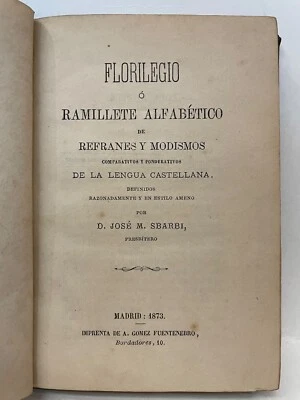 FLORILEGIO
Ó
RAMILLETE ALFABÉTICO
DE
REFRANES Y MODISMOS
COMPARATIVOS Y PONDERATIVOS
DE LA LENGUA CASTELLANA,
DEFINIDOS
RAZONADAMENTE Y EN ESTILO AMENO
POR
D. JOSÉ M. SBARBI,
PRESBÍTERO
MADRID: 1873.
IMPRENTA DE A. GOMEZ FUENTENEBRO,
Bordadores, 10.